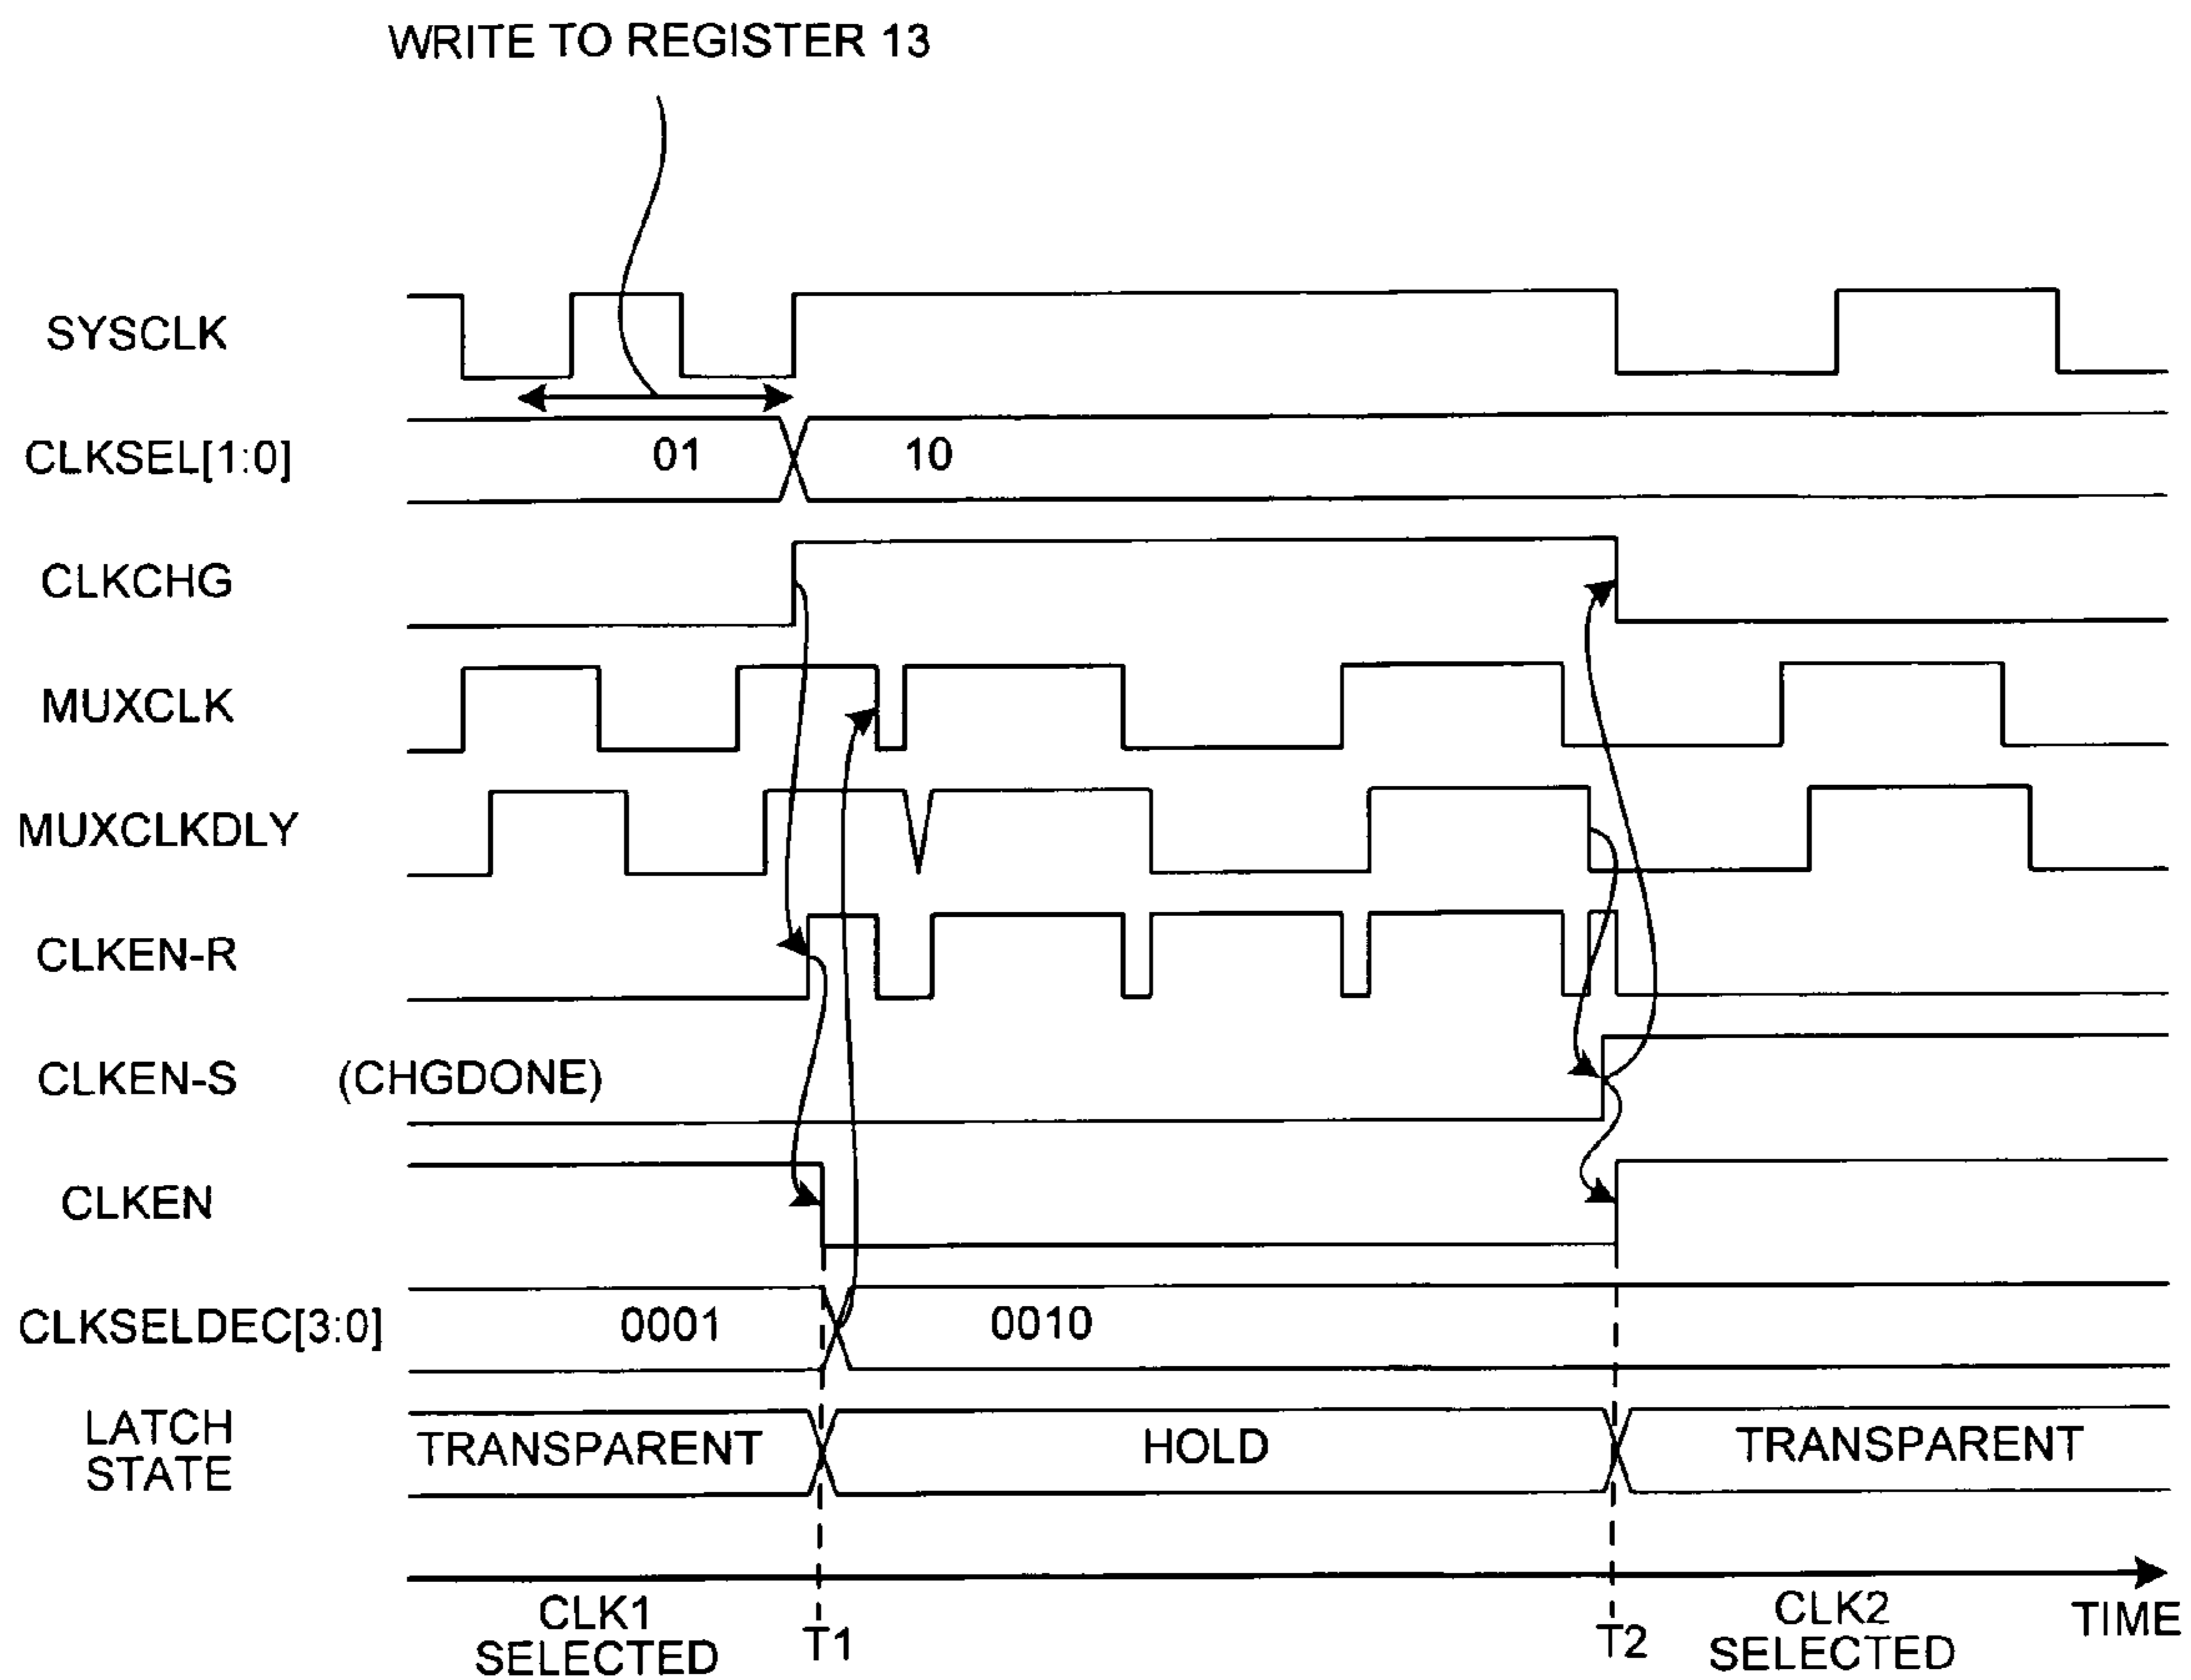 WRITE TO REGISTER 13
SYSCLK
CLKSEL[1:0]
01
10
CLKCHG
MUXCLK
MUXCLKDLY
CLKEN-R
CLKEN-S
(CHGDONE)
CLKEN
CLKSELDEC[3:0]
0001
0010
LATCH
STATE
TRANSPARENT
HOLD
TRANSPARENT
CLK1
SELECTED
T1
T2
CLK2
SELECTED
TIME